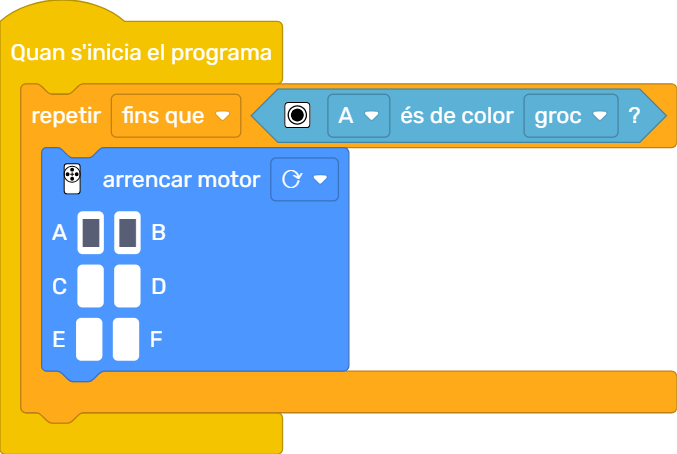 Quan s'inicia el programa
repetir fins que A és de color groc ?
arrencar motor
A B
C D
E F